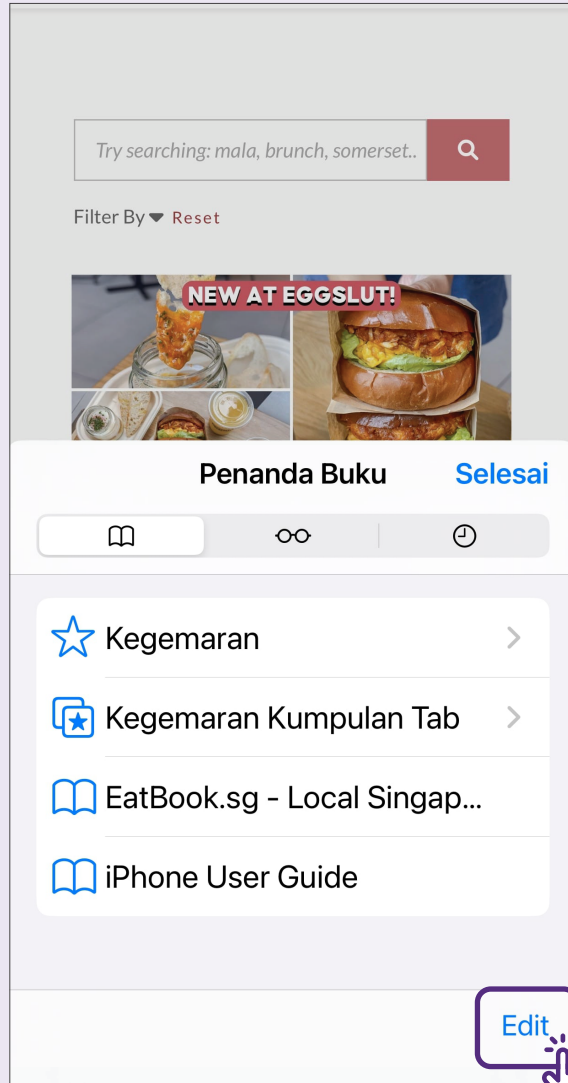 Try searching: mala, brunch, somerset..
Filter By Reset
NEW AT EGGSLUT!
Penanda Buku Selesai
Kegemaran
Kegemaran Kumpulan Tab
EatBook.sg - Local Singap...
iPhone User Guide
Edit